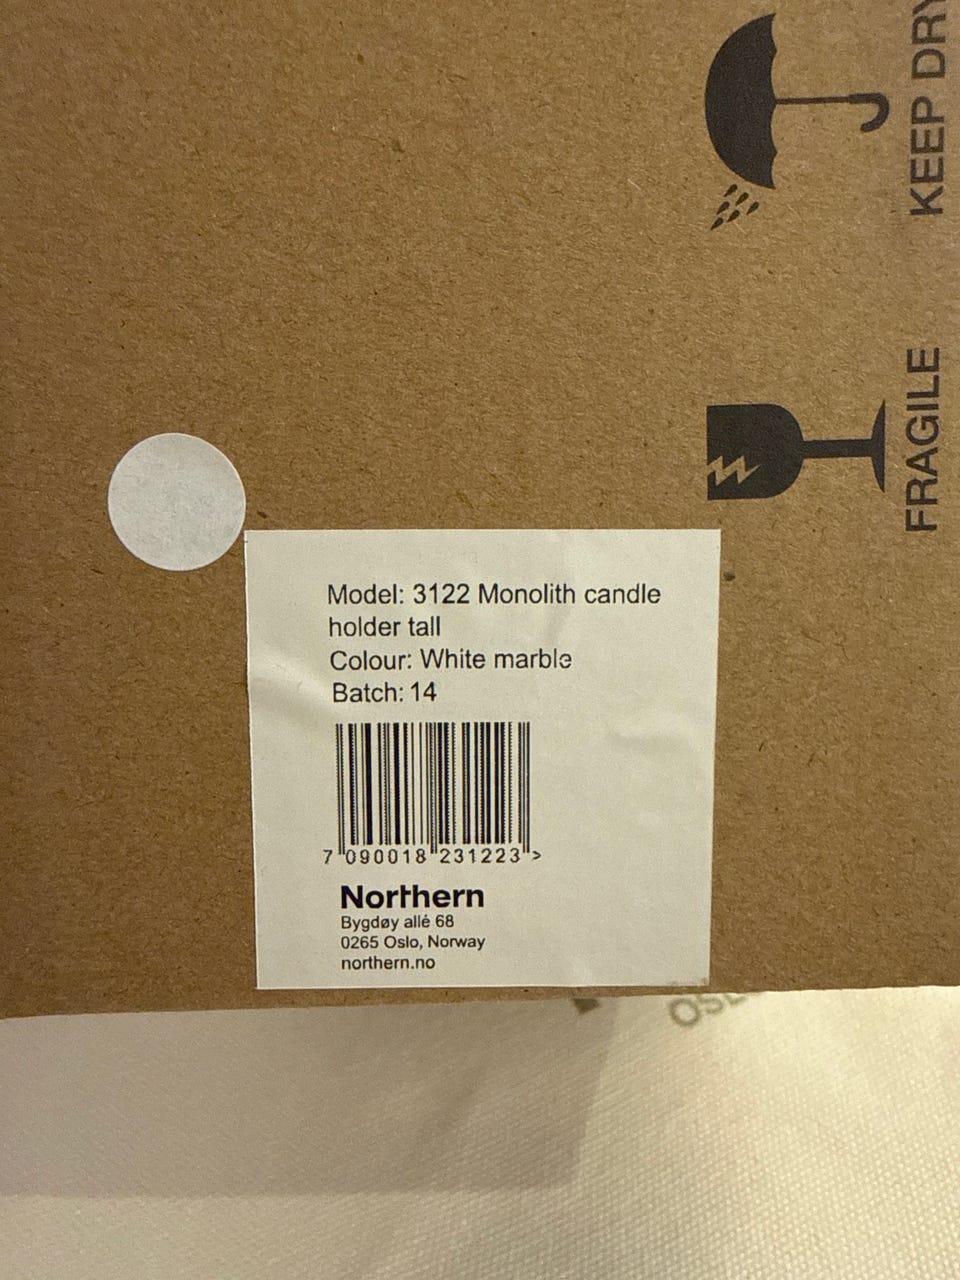 KEEP DRY
FRAGILE
Model: 3122 Monolith candle
holder tall
Colour: White marble
Batch: 14
7 090018 231223 >
Northern
Bygdøy allé 68
0265 Oslo, Norway
northern.no